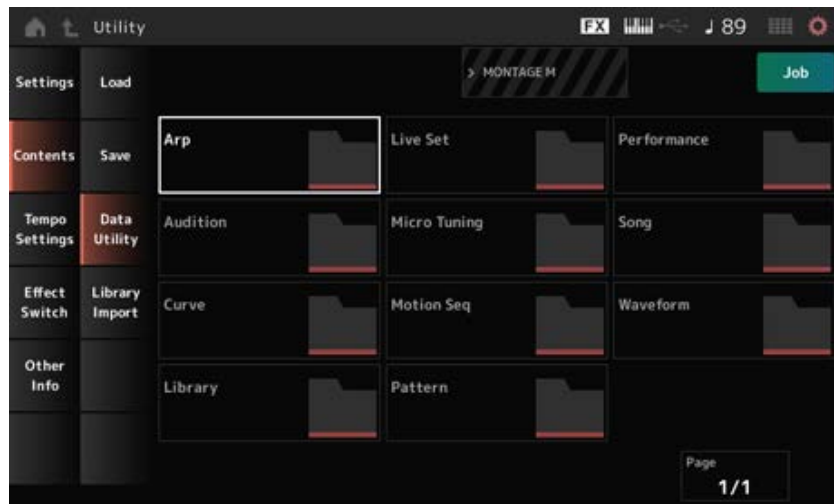 Utility
FX
♩ 89
Settings
Load
> MONTAGE M
Job
Contents
Save
Arp
Live Set
Performance
Tempo
Settings
Data
Utility
Audition
Micro Tuning
Song
Effect
Switch
Library
Import
Curve
Motion Seq
Waveform
Other
Info
Library
Pattern
Page
1/1